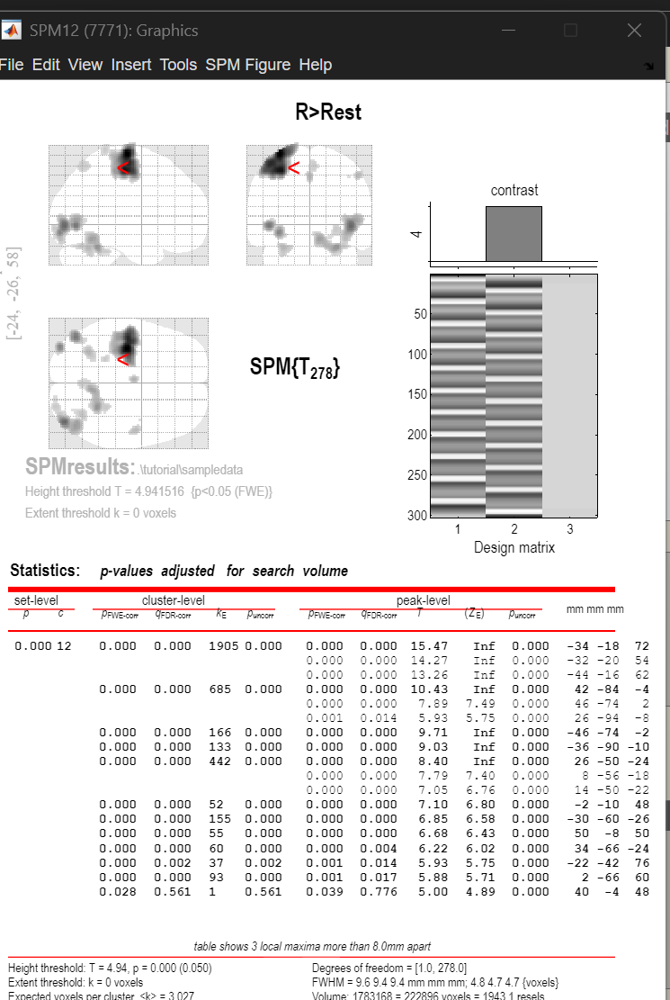 SPM12 (7771): Graphics
File Edit View Insert Tools SPM Figure Help
R>Rest
<
<
<
[-24, -26, 58]
SPM{T278}
contrast
4
50
100
150
200
250
300
1 2 3
Design matrix
SPMresults: .\tutorial\sampledata
Height threshold T = 4.941516 {p<0.05 (FWE)}
Extent threshold k = 0 voxels
Statistics: p-values adjusted for search volume
set-level cluster-level peak-level mm mm mm
p c pFWE-corr qFDR-corr kE puncorr pFWE-corr qFDR-corr T (ZE) puncorr
0.000 12 0.000 0.000 1905 0.000 0.000 0.000 15.47 Inf 0.000 -34 -18 72
0.000 0.000 14.27 Inf 0.000 -32 -20 54
0.000 0.000 13.26 Inf 0.000 -44 -16 62
0.000 0.000 685 0.000 0.000 0.000 10.43 Inf 0.000 42 -84 -4
0.000 0.000 7.89 7.49 0.000 46 -74 2
0.001 0.014 5.93 5.75 0.000 26 -94 -8
0.000 0.000 166 0.000 0.000 0.000 9.71 Inf 0.000 -46 -74 -2
0.000 0.000 133 0.000 0.000 0.000 9.03 Inf 0.000 -36 -90 -10
0.000 0.000 442 0.000 0.000 0.000 8.40 Inf 0.000 26 -50 -24
0.000 0.000 7.79 7.40 0.000 8 -56 -18
0.000 0.000 7.05 6.76 0.000 14 -50 -22
0.000 0.000 52 0.000 0.000 0.000 7.10 6.80 0.000 -2 -10 48
0.000 0.000 155 0.000 0.000 0.000 6.85 6.58 0.000 -30 -60 -26
0.000 0.000 55 0.000 0.000 0.000 6.68 6.43 0.000 50 -8 50
0.000 0.000 60 0.000 0.000 0.004 6.22 6.02 0.000 34 -66 -24
0.000 0.002 37 0.002 0.001 0.014 5.93 5.75 0.000 -22 -42 76
0.000 0.000 93 0.000 0.001 0.017 5.88 5.71 0.000 2 -66 60
0.028 0.561 1 0.561 0.039 0.776 5.00 4.89 0.000 40 -4 48
table shows 3 local maxima more than 8.0mm apart
Height threshold: T = 4.94, p = 0.000 (0.050)
Extent threshold: k = 0 voxels
Expected voxels per cluster, <k> = 3.027
Degrees of freedom = [1.0, 278.0]
FWHM = 9.6 9.4 9.4 mm mm mm; 4.8 4.7 4.7 {voxels}
Volume: 1783168 = 222896 voxels = 1943.1 resels